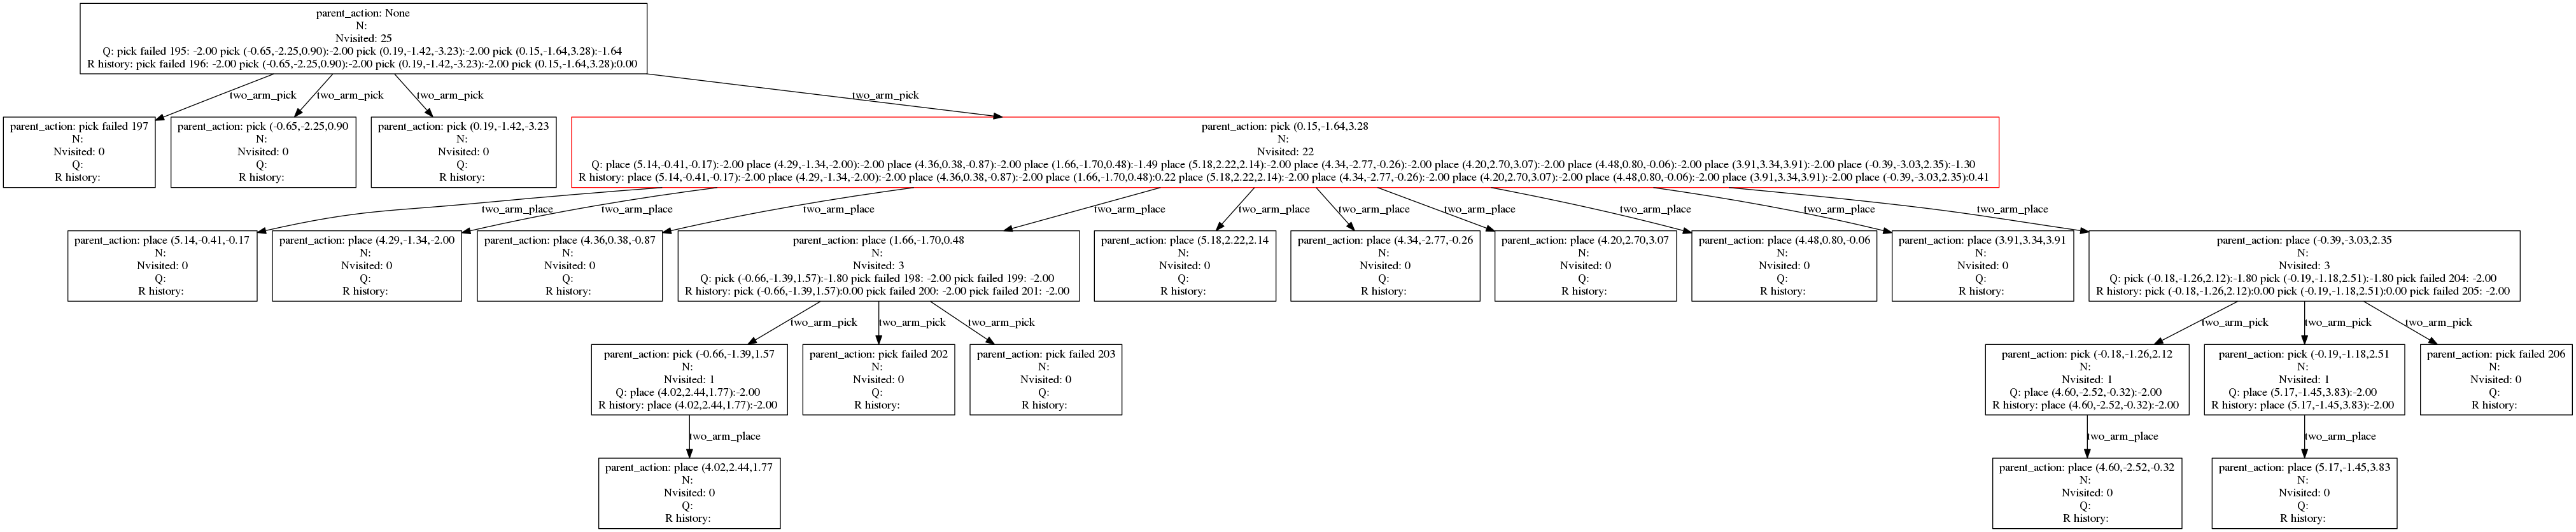 parent_action: None
N:
Nvisited: 25
Q: pick failed 195: -2.00 pick (-0.65,-2.25,0.90):-2.00 pick (0.19,-1.42,-3.23):-2.00 pick (0.15,-1.64,3.28):-1.64
R history: pick failed 196: -2.00 pick (-0.65,-2.25,0.90):-2.00 pick (0.19,-1.42,-3.23):-2.00 pick (0.15,-1.64,3.28):0.00
two_arm_pick
two_arm_pick
two_arm_pick
two_arm_pick
parent_action: pick failed 197
N:
Nvisited: 0
Q:
R history:
parent_action: pick (-0.65,-2.25,0.90
N:
Nvisited: 0
Q:
R history:
parent_action: pick (0.19,-1.42,-3.23
N:
Nvisited: 0
Q:
R history:
parent_action: pick (0.15,-1.64,3.28
N:
Nvisited: 22
Q: place (5.14,-0.41,-0.17):-2.00 place (4.29,-1.34,-2.00):-2.00 place (4.36,0.38,-0.87):-2.00 place (1.66,-1.70,0.48):-1.49 place (5.18,2.22,2.14):-2.00 place (4.34,-2.77,-0.26):-2.00 place (4.20,2.70,3.07):-2.00 place (4.48,0.80,-0.06):-2.00 place (3.91,3.34,3.91):-2.00 place (-0.39,-3.03,2.35):-1.30
R history: place (5.14,-0.41,-0.17):-2.00 place (4.29,-1.34,-2.00):-2.00 place (4.36,0.38,-0.87):-2.00 place (1.66,-1.70,0.48):0.22 place (5.18,2.22,2.14):-2.00 place (4.34,-2.77,-0.26):-2.00 place (4.20,2.70,3.07):-2.00 place (4.48,0.80,-0.06):-2.00 place (3.91,3.34,3.91):-2.00 place (-0.39,-3.03,2.35):0.41
two_arm_place
two_arm_place
two_arm_place
two_arm_place
two_arm_place
two_arm_place
two_arm_place
two_arm_place
two_arm_place
two_arm_place
parent_action: place (5.14,-0.41,-0.17
N:
Nvisited: 0
Q:
R history:
parent_action: place (4.29,-1.34,-2.00
N:
Nvisited: 0
Q:
R history:
parent_action: place (4.36,0.38,-0.87
N:
Nvisited: 0
Q:
R history:
parent_action: place (1.66,-1.70,0.48
N:
Nvisited: 3
Q: pick (-0.66,-1.39,1.57):-1.80 pick failed 198: -2.00 pick failed 199: -2.00
R history: pick (-0.66,-1.39,1.57):0.00 pick failed 200: -2.00 pick failed 201: -2.00
parent_action: place (5.18,2.22,2.14
N:
Nvisited: 0
Q:
R history:
parent_action: place (4.34,-2.77,-0.26
N:
Nvisited: 0
Q:
R history:
parent_action: place (4.20,2.70,3.07
N:
Nvisited: 0
Q:
R history:
parent_action: place (4.48,0.80,-0.06
N:
Nvisited: 0
Q:
R history:
parent_action: place (3.91,3.34,3.91
N:
Nvisited: 0
Q:
R history:
parent_action: place (-0.39,-3.03,2.35
N:
Nvisited: 3
Q: pick (-0.18,-1.26,2.12):-1.80 pick (-0.19,-1.18,2.51):-1.80 pick failed 204: -2.00
R history: pick (-0.18,-1.26,2.12):0.00 pick (-0.19,-1.18,2.51):0.00 pick failed 205: -2.00
two_arm_pick
two_arm_pick
two_arm_pick
two_arm_pick
two_arm_pick
two_arm_pick
parent_action: pick (-0.66,-1.39,1.57
N:
Nvisited: 1
Q: place (4.02,2.44,1.77):-2.00
R history: place (4.02,2.44,1.77):-2.00
parent_action: pick failed 202
N:
Nvisited: 0
Q:
R history:
parent_action: pick failed 203
N:
Nvisited: 0
Q:
R history:
parent_action: pick (-0.18,-1.26,2.12
N:
Nvisited: 1
Q: place (4.60,-2.52,-0.32):-2.00
R history: place (4.60,-2.52,-0.32):-2.00
parent_action: pick (-0.19,-1.18,2.51
N:
Nvisited: 1
Q: place (5.17,-1.45,3.83):-2.00
R history: place (5.17,-1.45,3.83):-2.00
parent_action: pick failed 206
N:
Nvisited: 0
Q:
R history:
two_arm_place
two_arm_place
two_arm_place
parent_action: place (4.02,2.44,1.77
N:
Nvisited: 0
Q:
R history:
parent_action: place (4.60,-2.52,-0.32
N:
Nvisited: 0
Q:
R history:
parent_action: place (5.17,-1.45,3.83
N:
Nvisited: 0
Q:
R history: